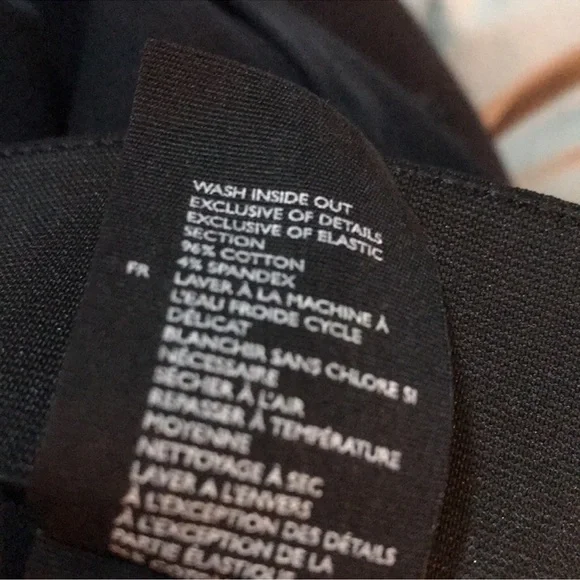 WASH INSIDE OUT
EXCLUSIVE OF DETAILS
EXCLUSIVE OF ELASTIC
SECTION
96% COTTON
4% SPANDEX
FR LAVER À LA MACHINE À
L'EAU FROIDE CYCLE
DÉLICAT
BLANCHIR SANS CHLORE SI
NÉCESSAIRE
SÉCHER À L'AIR
REPASSER À TEMPÉRATURE
MOYENNE
NETTOYAGE À SEC
LAVER A L'ENVERS
À L'EXCEPTION DES DÉTAILS
À L'EXCEPTION DE LA
PARTIE ÉLASTIQUE